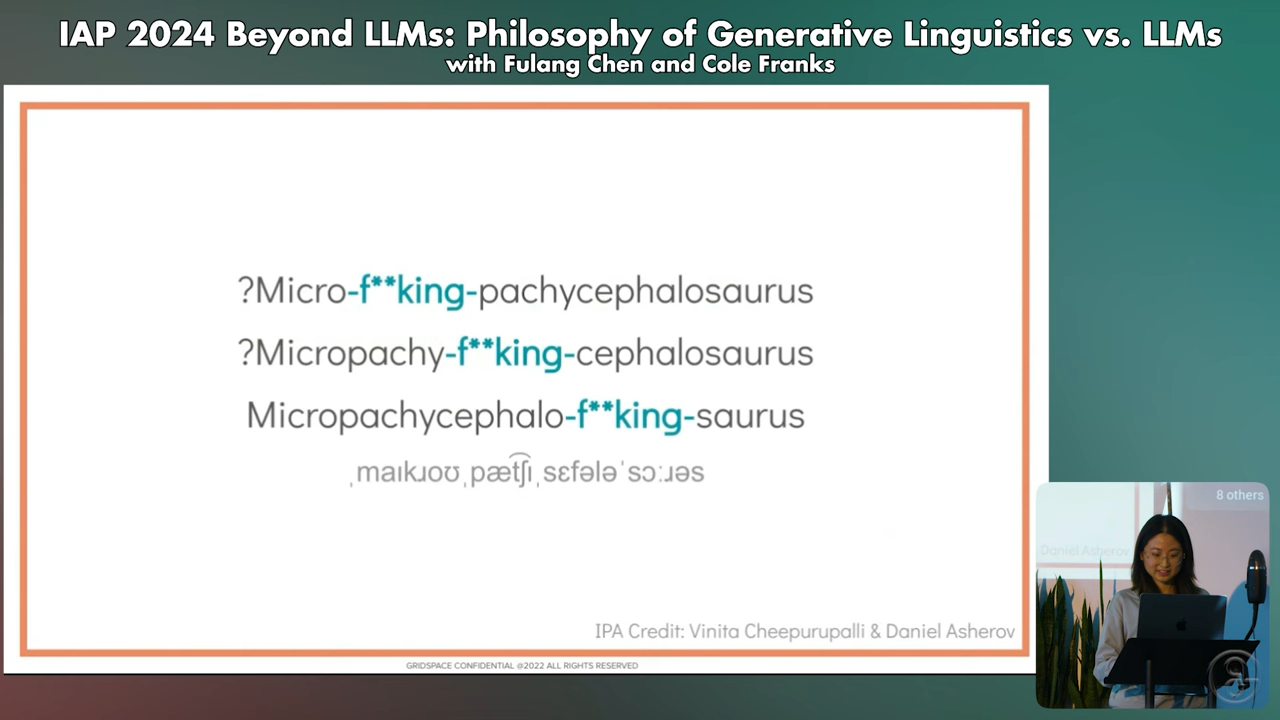 IAP 2024 Beyond LLMs: Philosophy of Generative Linguistics vs. LLMs
with Fulang Chen and Cole Franks
?Micro-f**king-pachycephalosaurus
?Micropachy-f**king-cephalosaurus
Micropachycephalo-f**king-saurus
ˌmaɪkɹoʊˌpæt͡ʃɪˌsɛfələˈsɔːɹəs
IPA Credit: Vinita Cheepurupalli & Daniel Asherov
GRIDSPACE CONFIDENTIAL @2022 ALL RIGHTS RESERVED
8 others
Daniel Asherov